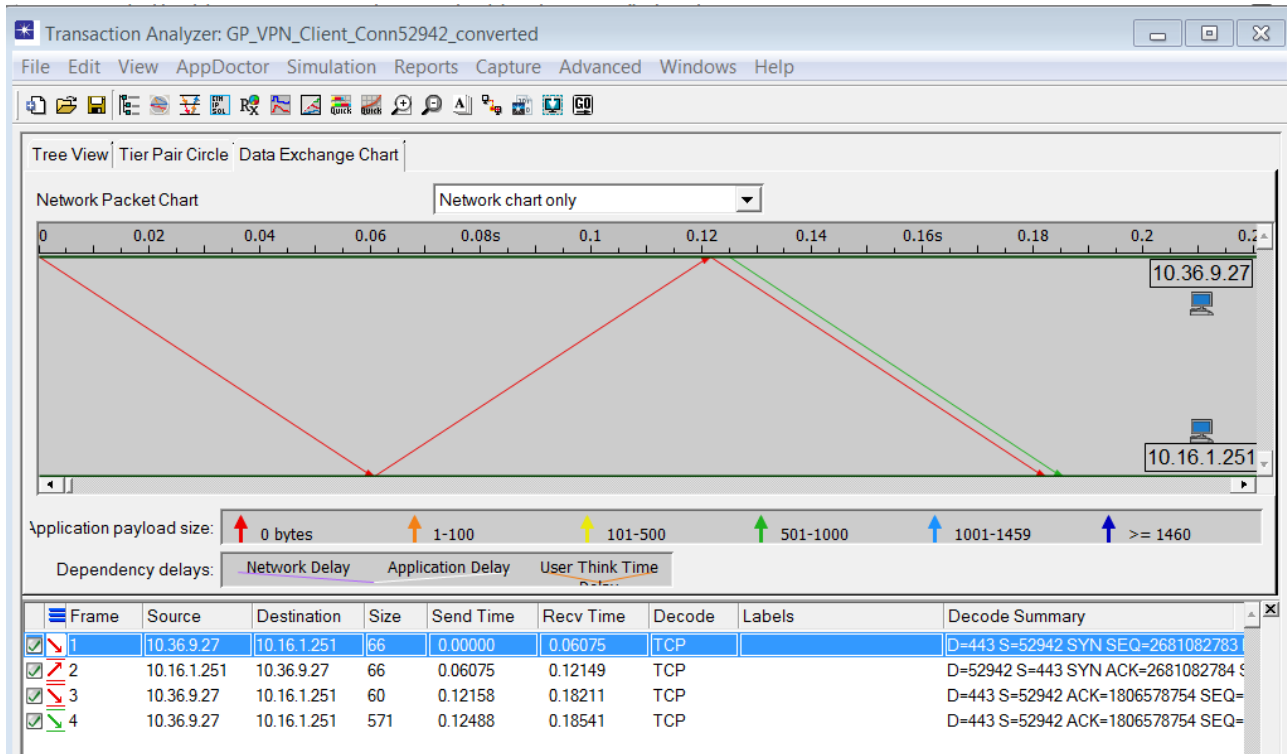 Transaction Analyzer: GP_VPN_Client_Conn52942_converted
File Edit View AppDoctor Simulation Reports Capture Advanced Windows Help
QUICK QUICK A GO
Tree View Tier Pair Circle Data Exchange Chart
Network Packet Chart Network chart only
0 0.02 0.04 0.06 0.08s 0.1 0.12 0.14 0.16s 0.18 0.2
10.36.9.27
10.16.1.251
Application payload size: 0 bytes 1-100 101-500 501-1000 1001-1459 >= 1460
Dependency delays: Network Delay Application Delay User Think Time
Frame Source Destination Size Send Time Recv Time Decode Labels Decode Summary
1 10.36.9.27 10.16.1.251 66 0.00000 0.06075 TCP D=443 S=52942 SYN SEQ=2681082783
2 10.16.1.251 10.36.9.27 66 0.06075 0.12149 TCP D=52942 S=443 SYN ACK=2681082784
3 10.36.9.27 10.16.1.251 60 0.12158 0.18211 TCP D=443 S=52942 ACK=1806578754 SEQ=
4 10.36.9.27 10.16.1.251 571 0.12488 0.18541 TCP D=443 S=52942 ACK=1806578754 SEQ=